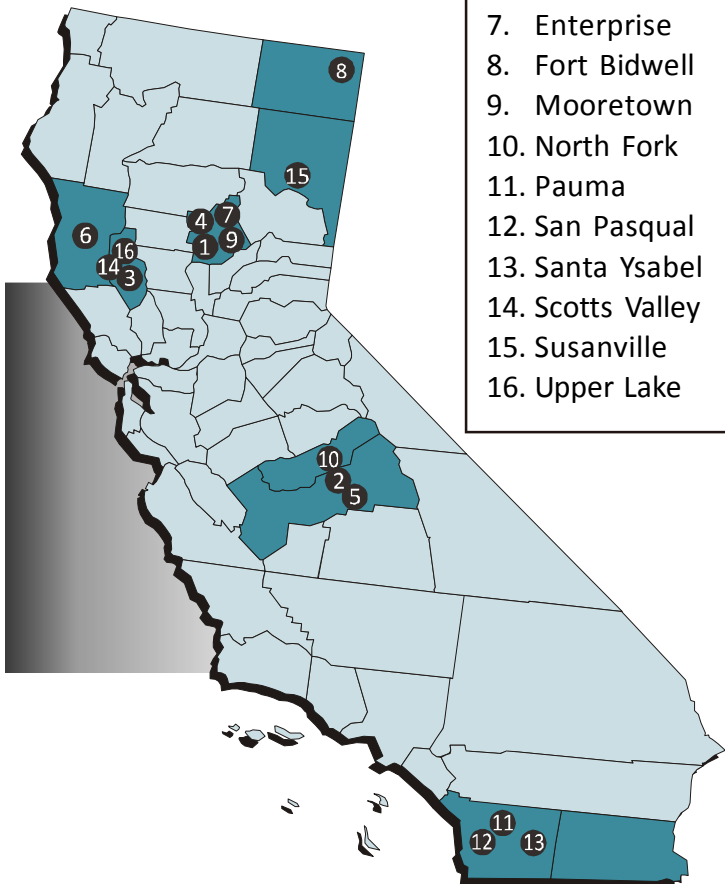 7. Enterprise
8. Fort Bidwell
9. Mooretown
10. North Fork
11. Pauma
12. San Pasqual
13. Santa Ysabel
14. Scotts Valley
15. Susanville
16. Upper Lake
8
15
4 7
6
1 9
16
14
3
10
2
5
11
12 13